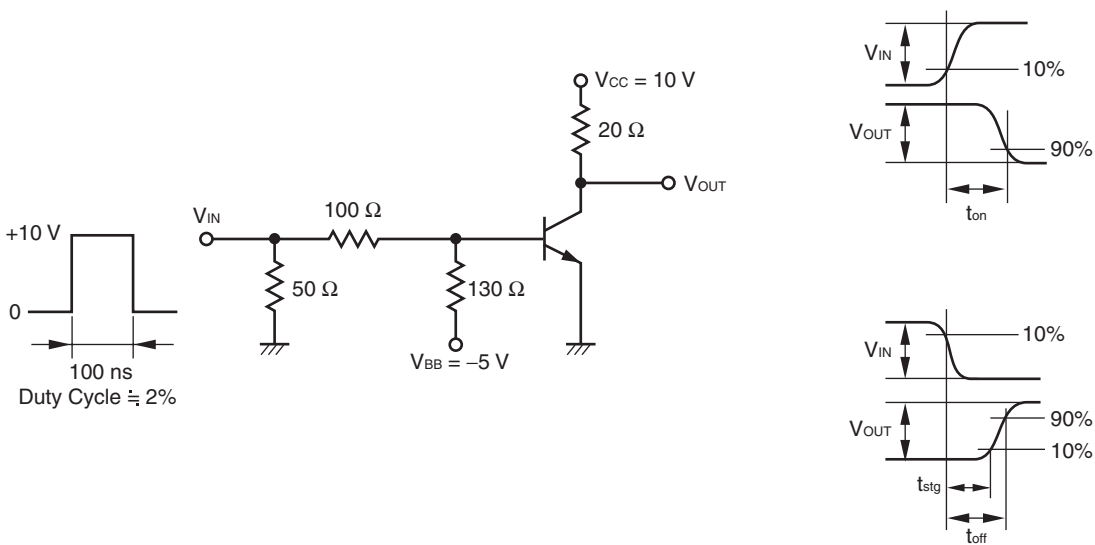 VCC = 10 V
20 Ω
VOUT
VIN
100 Ω
50 Ω
130 Ω
VBB = −5 V
+10 V
0
100 ns
Duty Cycle ≒ 2%
VIN
10%
VOUT
90%
ton
VIN
10%
VOUT
90%
10%
tstg
toff